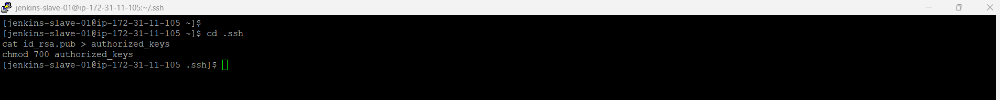 jenkins-slave-01@ip-172-31-11-105:~/.ssh
[jenkins-slave-01@ip-172-31-11-105 ~]$
[jenkins-slave-01@ip-172-31-11-105 ~]$ cd .ssh
cat id_rsa.pub > authorized_keys
chmod 700 authorized_keys
[jenkins-slave-01@ip-172-31-11-105 .ssh]$